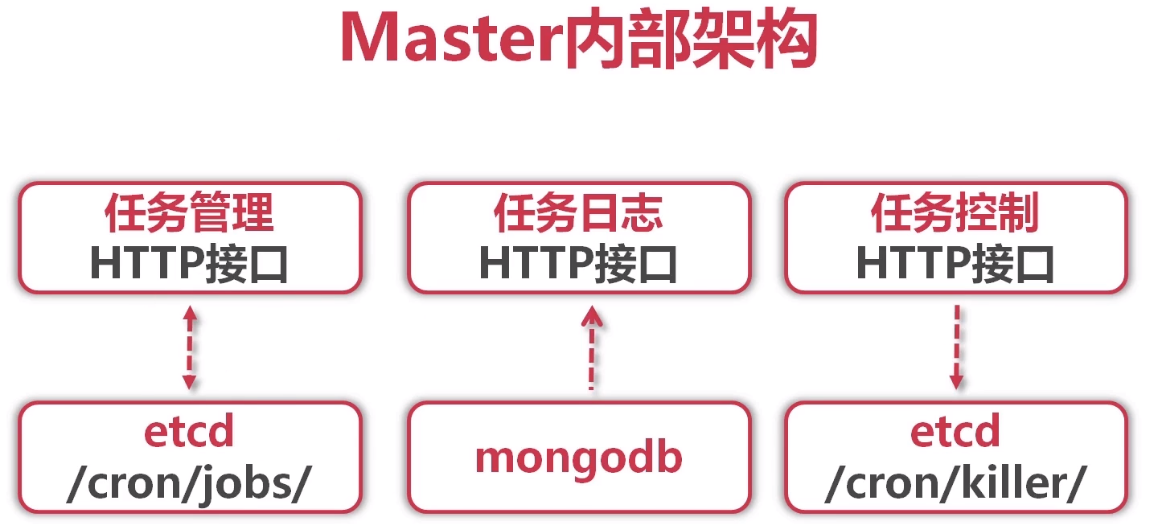 Master内部架构
任务管理
HTTP接口
任务日志
HTTP接口
任务控制
HTTP接口
etcd
/cron/jobs/
mongodb
etcd
/cron/killer/